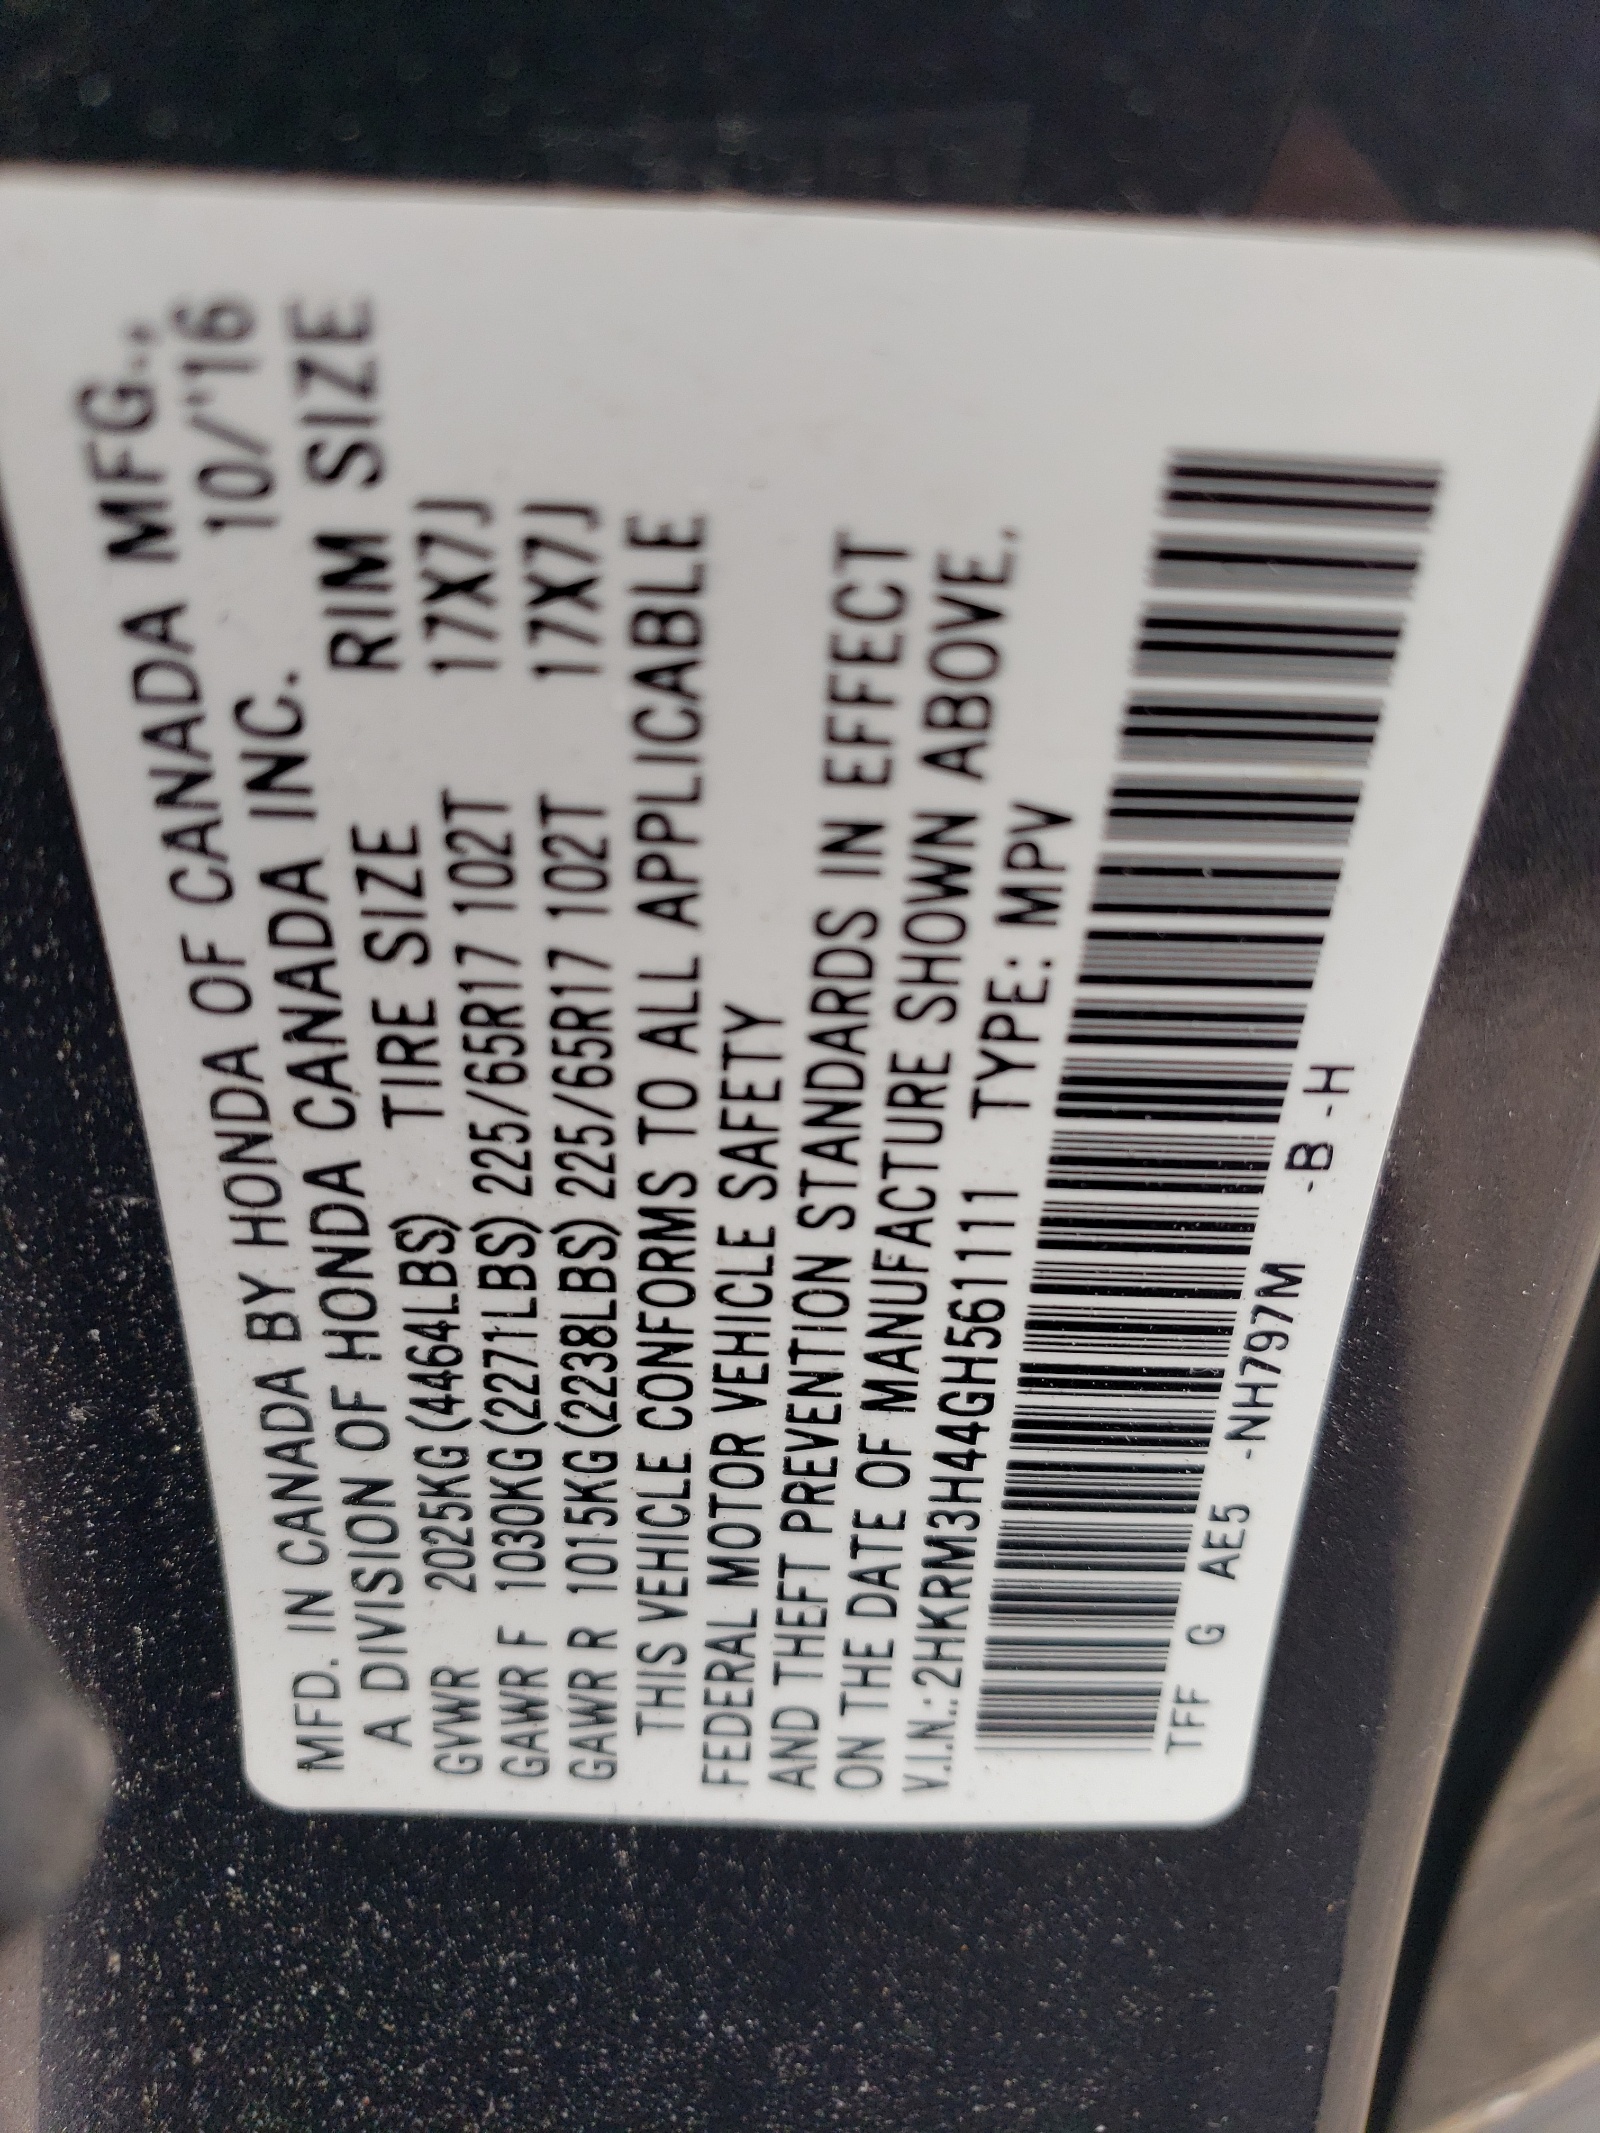 MFD. IN CANADA BY HONDA OF CANADA MFG.,
A DIVISION OF HONDA CANADA INC. 10/'16
GVWR 2025KG (4464LBS) TIRE SIZE RIM SIZE
GAWR F 1030KG (2271LBS) 225/65R17 102T 17X7J
GAWR R 1015KG (2238LBS) 225/65R17 102T 17X7J
THIS VEHICLE CONFORMS TO ALL APPLICABLE
FEDERAL MOTOR VEHICLE SAFETY
AND THEFT PREVENTION STANDARDS IN EFFECT
ON THE DATE OF MANUFACTURE SHOWN ABOVE.
V.I.N.:2HKRM3H44GH561111 TYPE: MPV
TFF G AE5 -NH797M -B -H